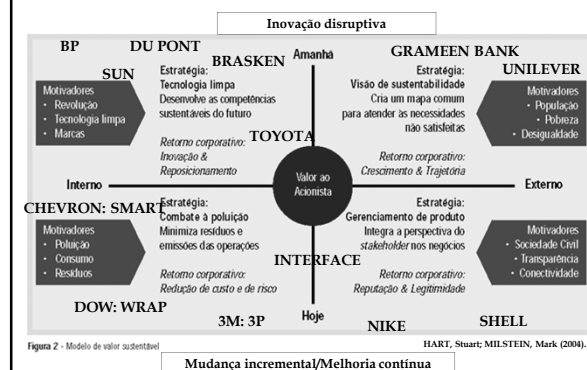 Inovação disruptiva
BP
DU PONT
BRASKEN
Amanhã
GRAMEEN BANK
SUN
UNILEVER
Motivadores
• Revolução
• Tecnologia limpa
• Marcas
Estratégia:
Tecnologia limpa
Desenvolve as competências
sustentáveis do futuro
Retorno corporativo:
Inovação &
Reposicionamento
TOYOTA
Estratégia:
Visão de sustentabilidade
Cria um mapa comum
para atender às necessidades
não satisfeitas
Retorno corporativo:
Crescimento & Trajetória
Motivadores
• População
• Pobreza
• Desigualdade
Interno
Valor ao
Acionista
Externo
CHEVRON: SMART
Motivadores
• Poluição
• Consumo
• Resíduos
Estratégia:
Combate à poluição
Minimiza resíduos e
emissões das operações
Retorno corporativo:
Redução de custo e de risco
INTERFACE
Estratégia:
Gerenciamento de produto
Integra a perspectiva do
stakeholder nos negócios
Retorno corporativo:
Reputação & Legitimidade
Motivadores
• Sociedade Civil
• Transparência
• Conectividade
DOW: WRAP
3M: 3P
Hoje
NIKE
SHELL
Figura 2 - Modelo de valor sustentável
HART, Stuart; MILSTEIN, Mark (2004).
Mudança incremental/Melhoria contínua